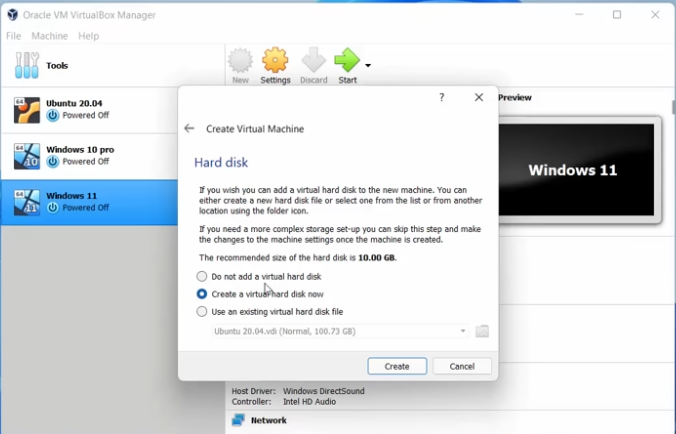 Oracle VM VirtualBox Manager
File Machine Help
Tools
New Settings Discard Start
64
Ubuntu 20.04
Powered Off
64
10
Windows 10 pro
Powered Off
64
11
Windows 11
Powered Off
Preview
Windows 11
?
Create Virtual Machine
Hard disk
If you wish you can add a virtual hard disk to the new machine. You can
either create a new hard disk file or select one from the list or from another
location using the folder icon.
If you need a more complex storage set-up you can skip this step and make
the changes to the machine settings once the machine is created.
The recommended size of the hard disk is 10.00 GB.
Do not add a virtual hard disk
Create a virtual hard disk now
Use an existing virtual hard disk file
Ubuntu 20.04.vdi (Normal, 100.73 GB)
Create Cancel
Host Driver: Windows DirectSound
Controller: Intel HD Audio
Network